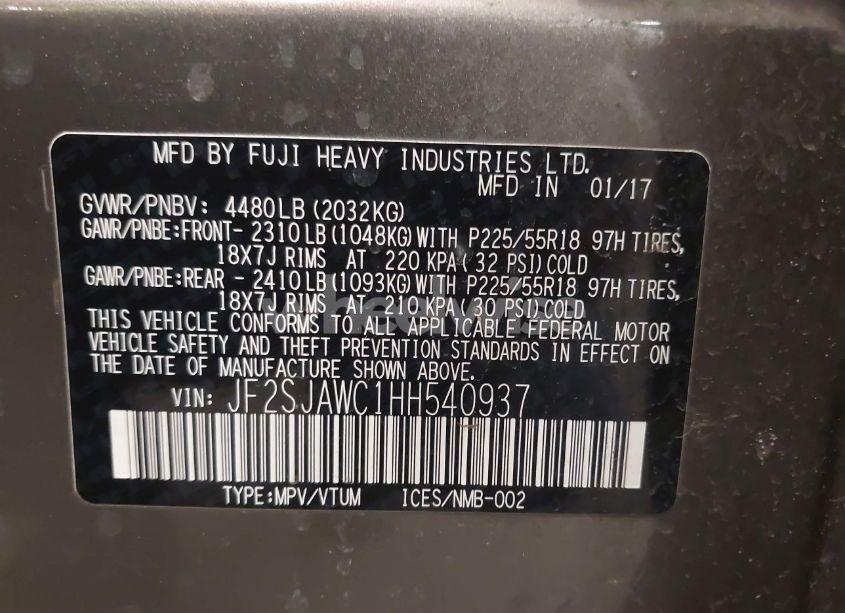 MFD BY FUJI HEAVY INDUSTRIES LTD.
MFD IN 01/17
GVWR/PNBV: 4480LB(2032KG)
GAWR/PNBE:FRONT- 2310LB(1048KG)WITH P225/55R18 97H TIRES,
18X7J RIMS AT 220 KPA(32 PSI)COLD
GAWR/PNBE:REAR - 2410LB(1093KG)WITH P225/55R18 97H TIRES,
18X7J RIMS AT 210 KPA(30 PSI)COLD
THIS VEHICLE CONFORMS TO ALL APPLICABLE FEDERAL MOTOR
VEHICLE SAFETY AND THEFT PREVENTION STANDARDS IN EFFECT ON
THE DATE OF MANUFACTURE SHOWN ABOVE.
VIN: JF2SJAWC1HH540937
TYPE:MPV/VTUM ICES/NMB-002